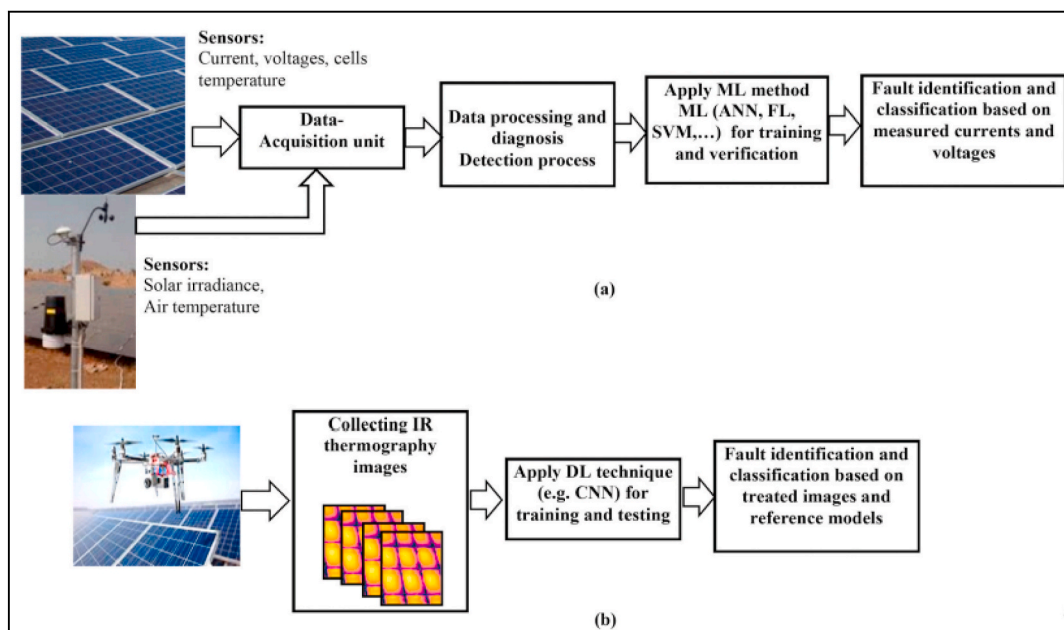 Sensors:
Current, voltages, cells
temperature
Data-
Acquisition unit
Data processing and
diagnosis
Detection process
Apply ML method
ML (ANN, FL,
SVM,...) for training
and verification
Fault identification and
classification based on
measured currents and
voltages
Sensors:
Solar irradiance,
Air temperature
(a)
Collecting IR
thermography
images
Apply DL technique
(e.g. CNN) for
training and testing
Fault identification and
classification based on
treated images and
reference models
(b)